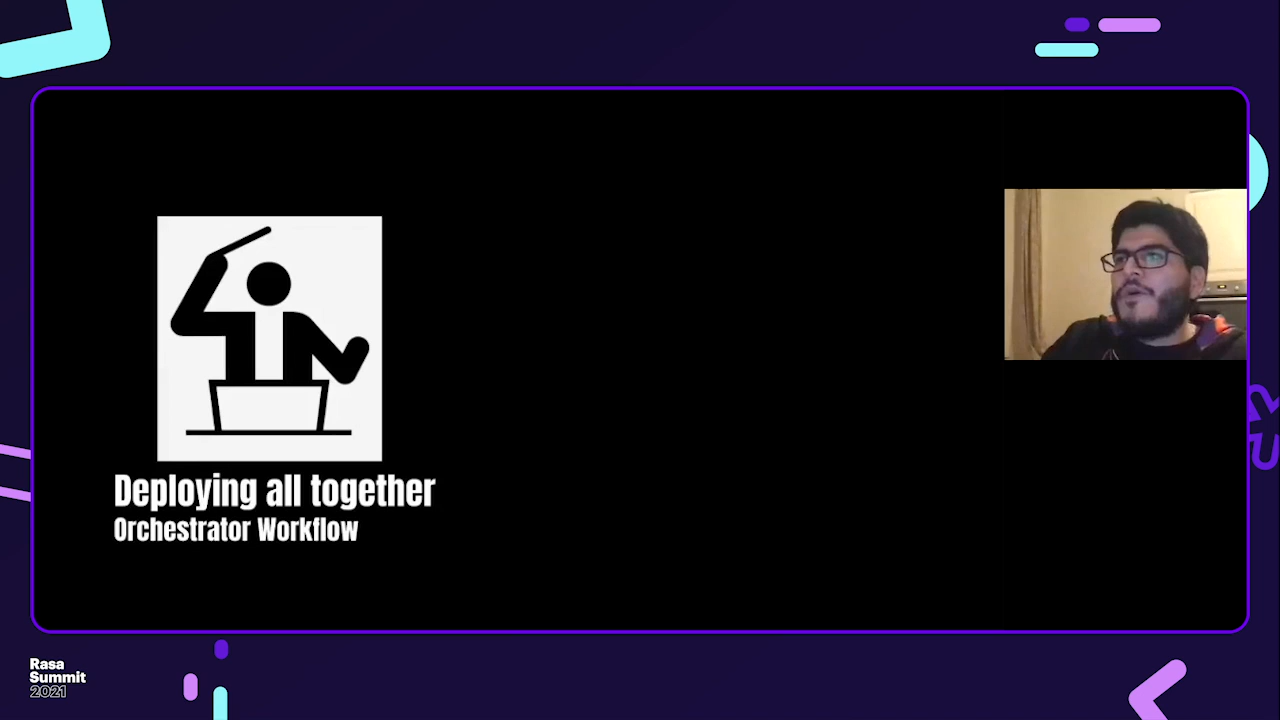 Deploying all together
Orchestrator Workflow
Rasa
Summit
2021